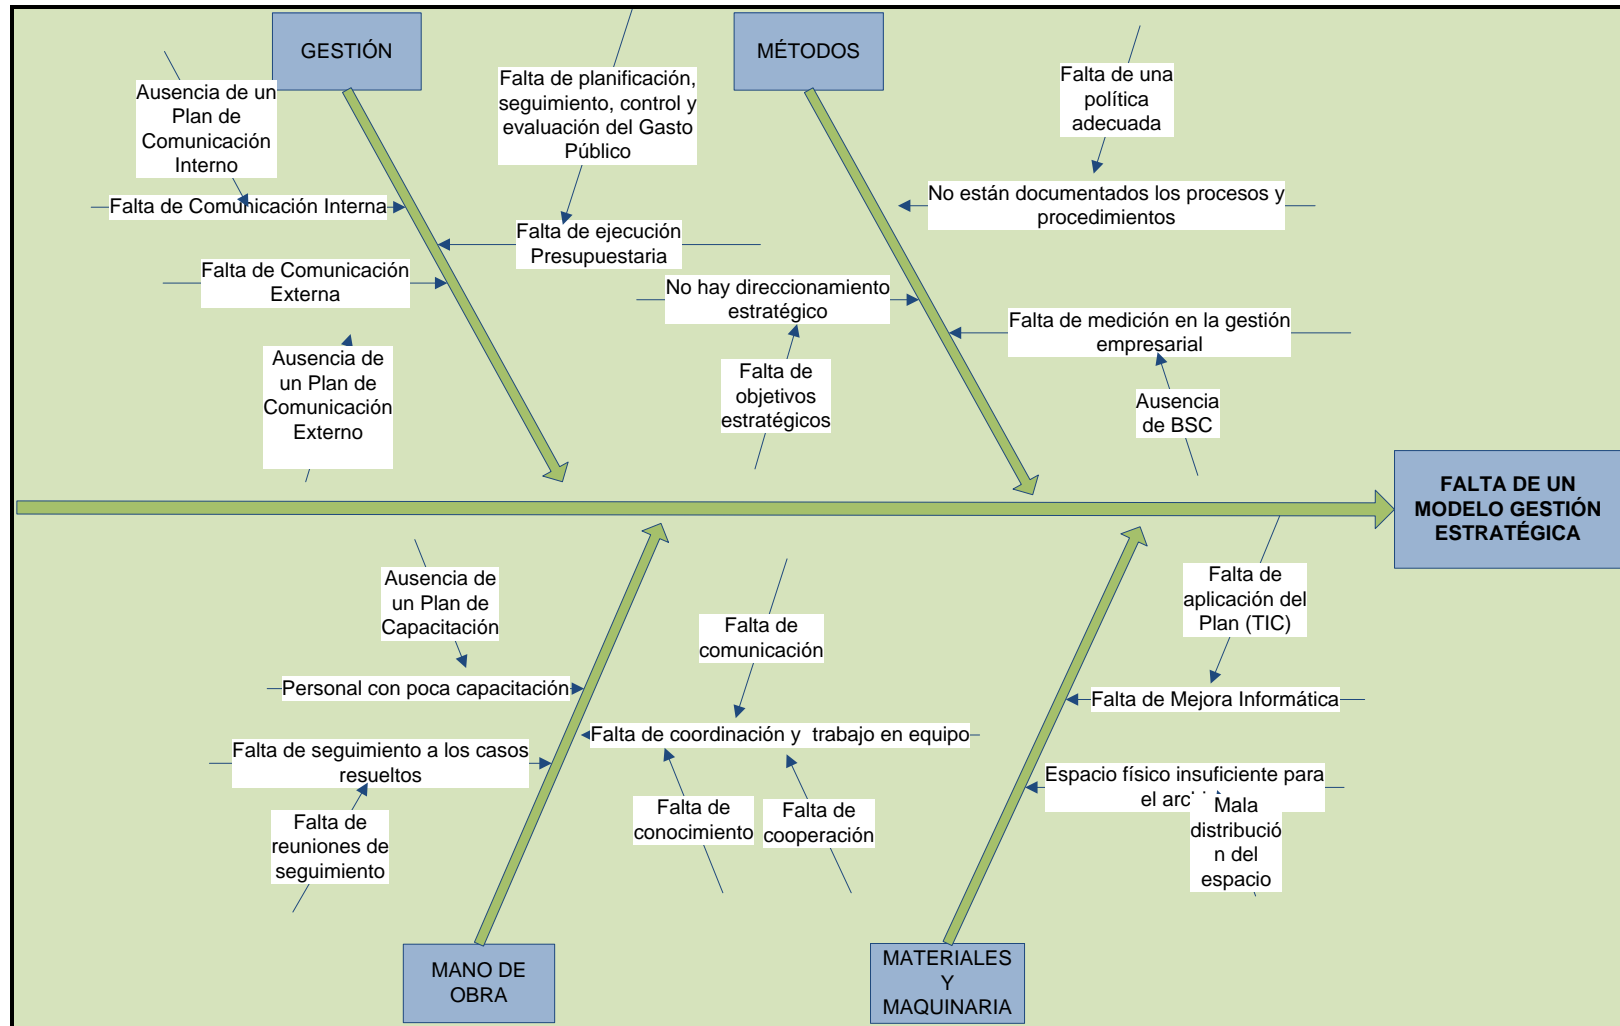 GESTIÓN
MÉTODOS
Ausencia de un
Plan de
Comunicación
Interno
Falta de planificación,
seguimiento, control y
evaluación del Gasto
Público
Falta de una
política
adecuada
Falta de Comunicación Interna
No están documentados los procesos y
procedimientos
Falta de ejecución
Presupuestaria
Falta de Comunicación
Externa
No hay direccionamiento
estratégico
Falta de medición en la gestión
empresarial
Ausencia de
un Plan de
Comunicación
Externo
Falta de
objetivos
estratégicos
Ausencia
de BSC
FALTA DE UN
MODELO GESTIÓN
ESTRATÉGICA
Ausencia de
un Plan de
Capacitación
Falta de
comunicación
Falta de
aplicación del
Plan (TIC)
Personal con poca capacitación
Falta de Mejora Informática
Falta de coordinación y  trabajo en equipo
Falta de seguimiento a los casos
resueltos
Espacio físico insuficiente para
el
Mala
distribució
n del
espacio
Falta de
reuniones de
seguimiento
Falta de
conocimiento
Falta de
cooperación
MANO DE
OBRA
MATERIALES
Y
MAQUINARIA